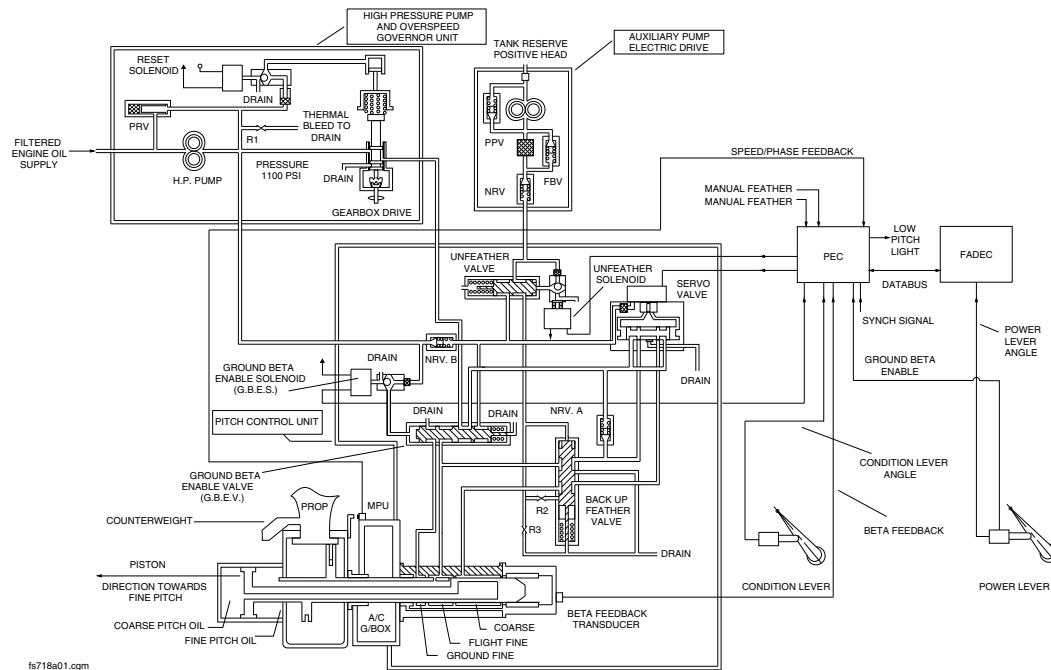 HIGH PRESSURE PUMP
AND OVERSPEED
GOVERNOR UNIT
AUXILIARY PUMP
ELECTRIC DRIVE
TANK RESERVE
POSITIVE HEAD
RESET
SOLENOID
DRAIN
PRV
THERMAL
BLEED TO
DRAIN
R1
FILTERED
ENGINE OIL
SUPPLY
H.P. PUMP
PRESSURE
1100 PSI
DRAIN
GEARBOX DRIVE
PPV
FBV
NRV
SPEED/PHASE FEEDBACK
MANUAL FEATHER
MANUAL FEATHER
LOW
PITCH
LIGHT
PEC
FADEC
DATABUS
SYNCH SIGNAL
UNFEATHER
VALVE
UNFEATHER
SOLENOID
SERVO
VALVE
POWER
LEVER
ANGLE
GROUND BETA
ENABLE
DRAIN
NRV. B
DRAIN
GROUND BETA
ENABLE SOLENOID
(G.B.E.S.)
DRAIN
DRAIN
NRV. A
PITCH CONTROL UNIT
GROUND BETA
ENABLE VALVE
(G.B.E.V.)
CONDITION LEVER
ANGLE
PROP
MPU
COUNTERWEIGHT
R2
R3
BACK UP
FEATHER
VALVE
BETA FEEDBACK
DRAIN
PISTON
DIRECTION TOWARDS
FINE PITCH
COARSE PITCH OIL
FINE PITCH OIL
A/C
G/BOX
COARSE
FLIGHT FINE
GROUND FINE
BETA FEEDBACK
TRANSDUCER
CONDITION LEVER
POWER LEVER
fs718a01.cgm